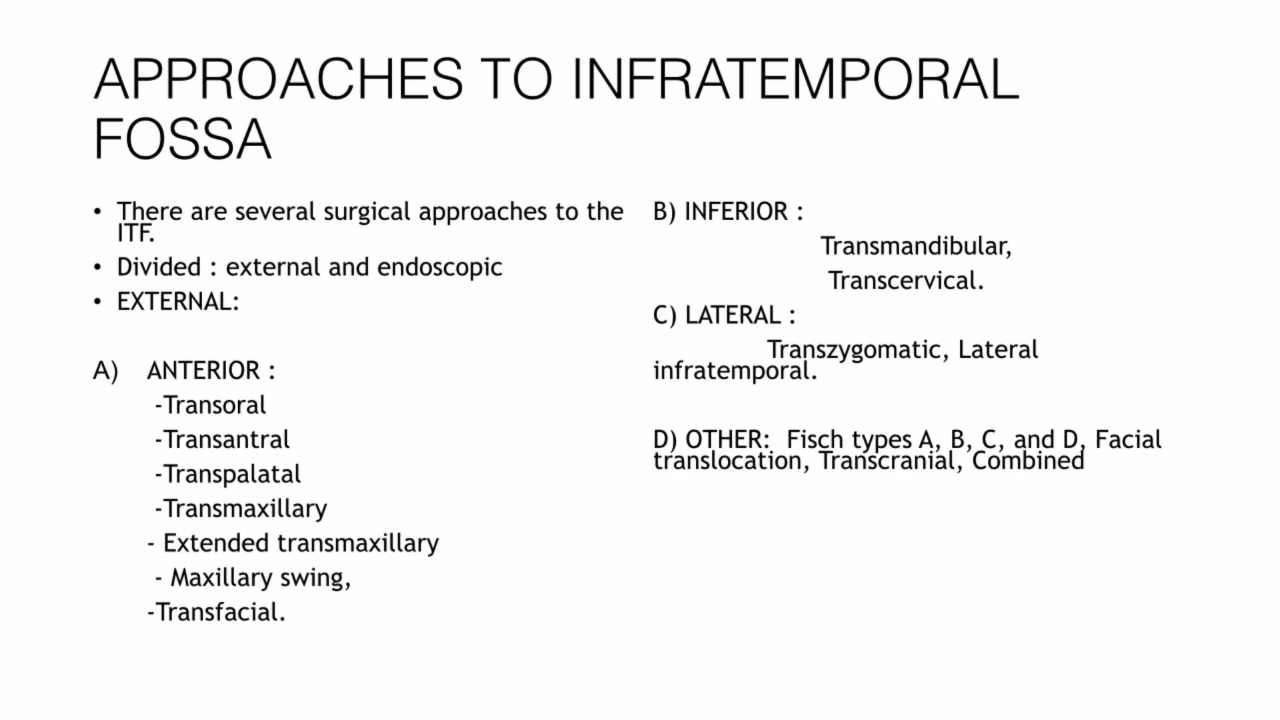 APPROACHES TO INFRATEMPORAL
FOSSA
• There are several surgical approaches to the
ITF.
• Divided : external and endoscopic
• EXTERNAL:
A) ANTERIOR :
-Transoral
-Transantral
-Transpalatal
-Transmaxillary
- Extended transmaxillary
- Maxillary swing,
-Transfacial.
B) INFERIOR :
Transmandibular,
Transcervical.
C) LATERAL :
Transzygomatic, Lateral
infratemporal.
D) OTHER: Fisch types A, B, C, and D, Facial
translocation, Transcranial, Combined